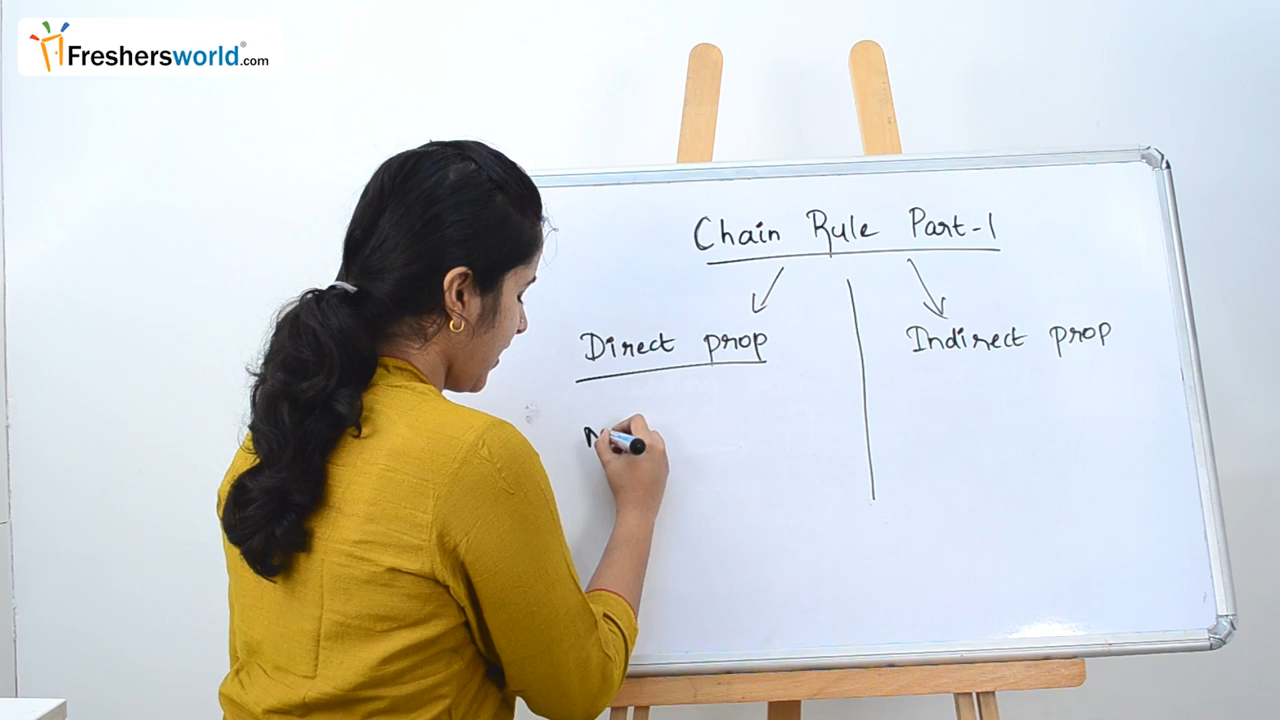 Freshersworld.com
Chain Rule Part-1
Direct prop
Indirect prop